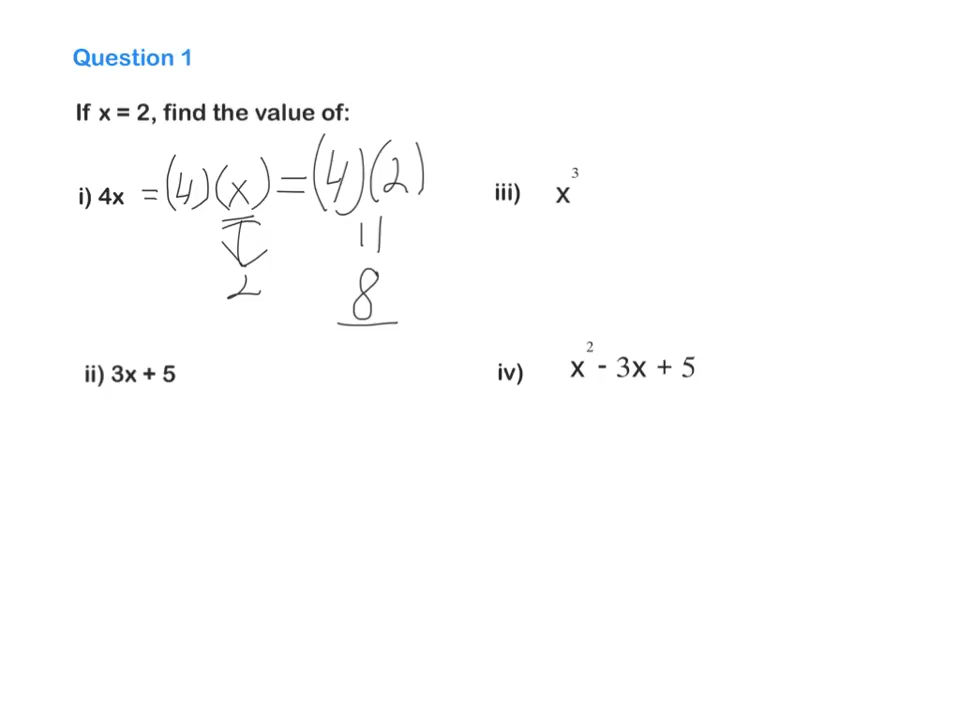 Question 1
If x = 2, find the value of:
i) 4x = (4)(x) = (4)(2)
2
=
8
ii) 3x + 5
iii) x³
iv) x² - 3x + 5